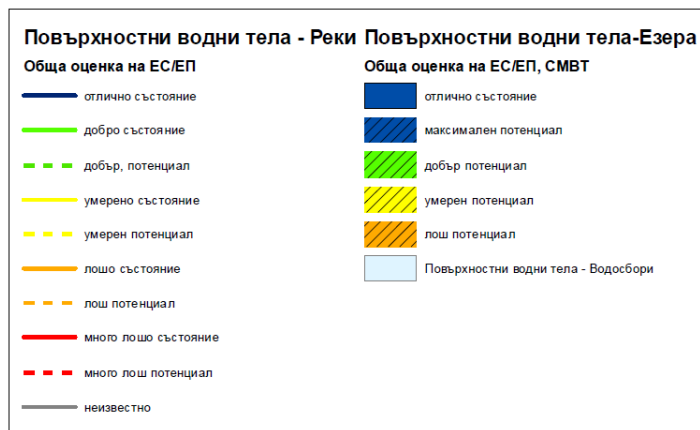 Повърхностни водни тела - Реки
Обща оценка на ЕС/ЕП
отлично състояние
добро състояние
добър, потенциал
умерено състояние
умерен потенциал
лошо състояние
лош потенциал
много лошо състояние
много лош потенциал
неизвестно
Повърхностни водни тела-Езера
Обща оценка на ЕС/ЕП, СМВТ
отлично състояние
максимален потенциал
добър потенциал
умерен потенциал
лош потенциал
Повърхностни водни тела - Водосбори